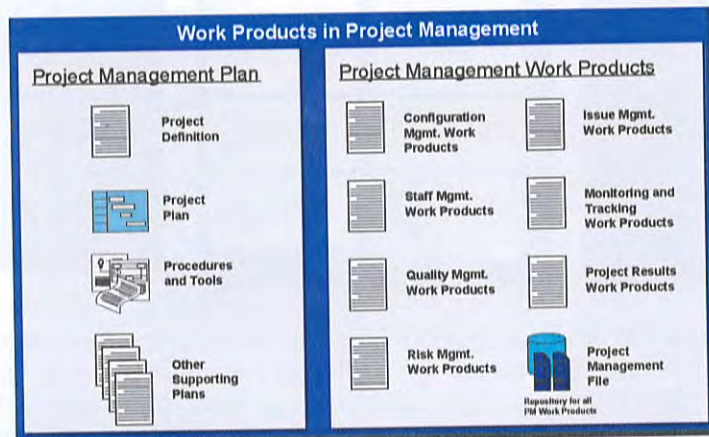 Work Products in Project Management
Project Management Plan
Project
Definition
Project
Plan
Procedures
and Tools
Other
Supporting
Plans
Project Management Work Products
Configuration
Mgmt. Work
Products
Issue Mgmt.
Work Products
Staff Mgmt.
Work Products
Monitoring and
Tracking
Work Products
Quality Mgmt.
Work Products
Project Results
Work Products
Risk Mgmt.
Work Products
Project
Management
File
Repository for all
PM Work Products